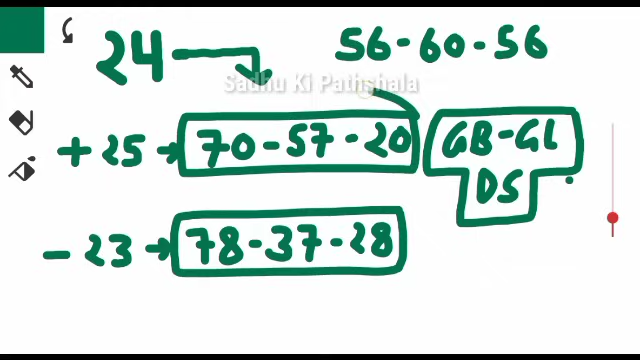 24 56-60-56
Sadhu Ki Pathshala
+25 → 70-57-20 GB-GL
DS
-23 → 78-37-28